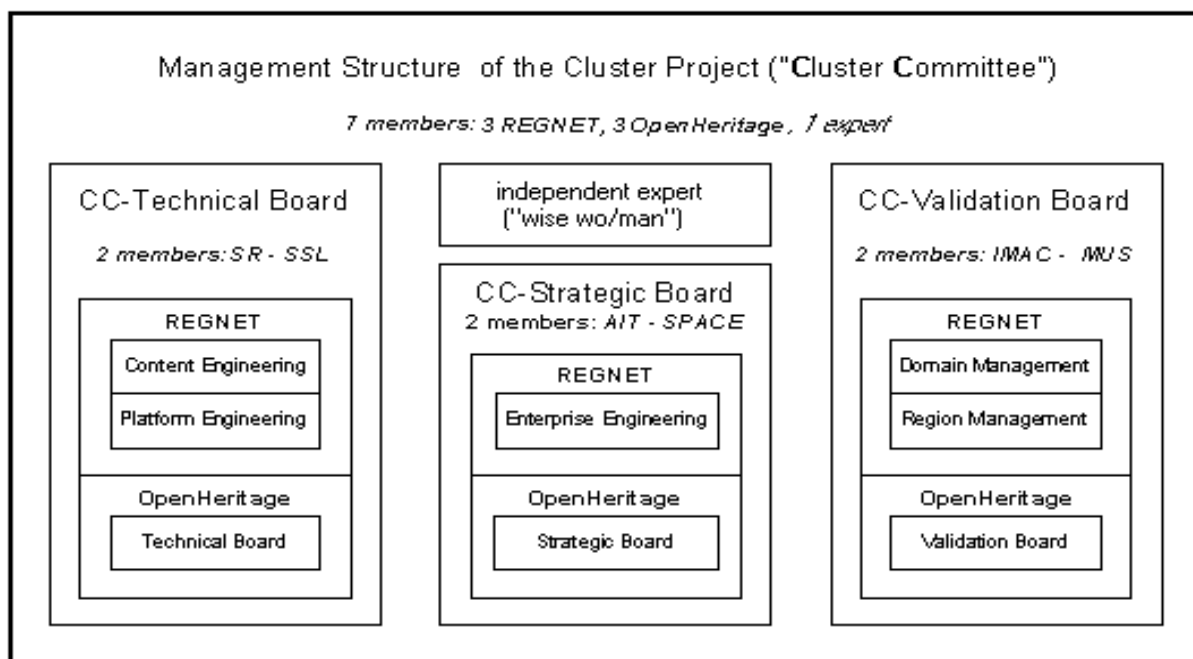 Management Structure of the Cluster Project ("Cluster Committee")
7 members: 3 REGNET, 3 OpenHeritage, 1 expert
CC-Technical Board
2 members: SR - SSL
REGNET
Content Engineering
Platform Engineering
OpenHeritage
Technical Board
independent expert
("wise wo/man")
CC-Strategic Board
2 members: AIT - SPACE
REGNET
Enterprise Engineering
OpenHeritage
Strategic Board
CC-Validation Board
2 members: IMAC - IMUS
REGNET
Domain Management
Region Management
OpenHeritage
Validation Board